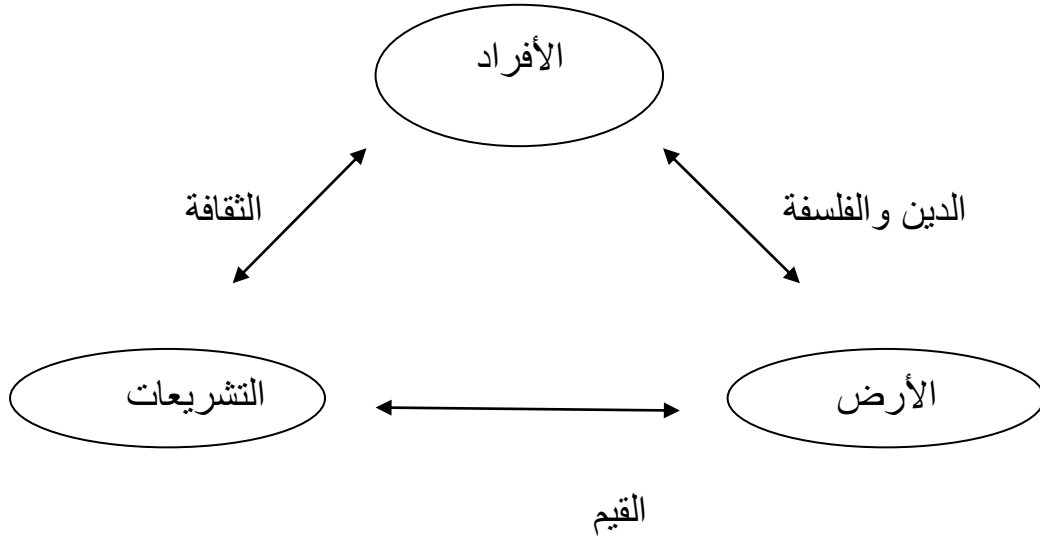 الأفراد
الدين والفلسفة
الثقافة
الأرض
التشريعات
القيم